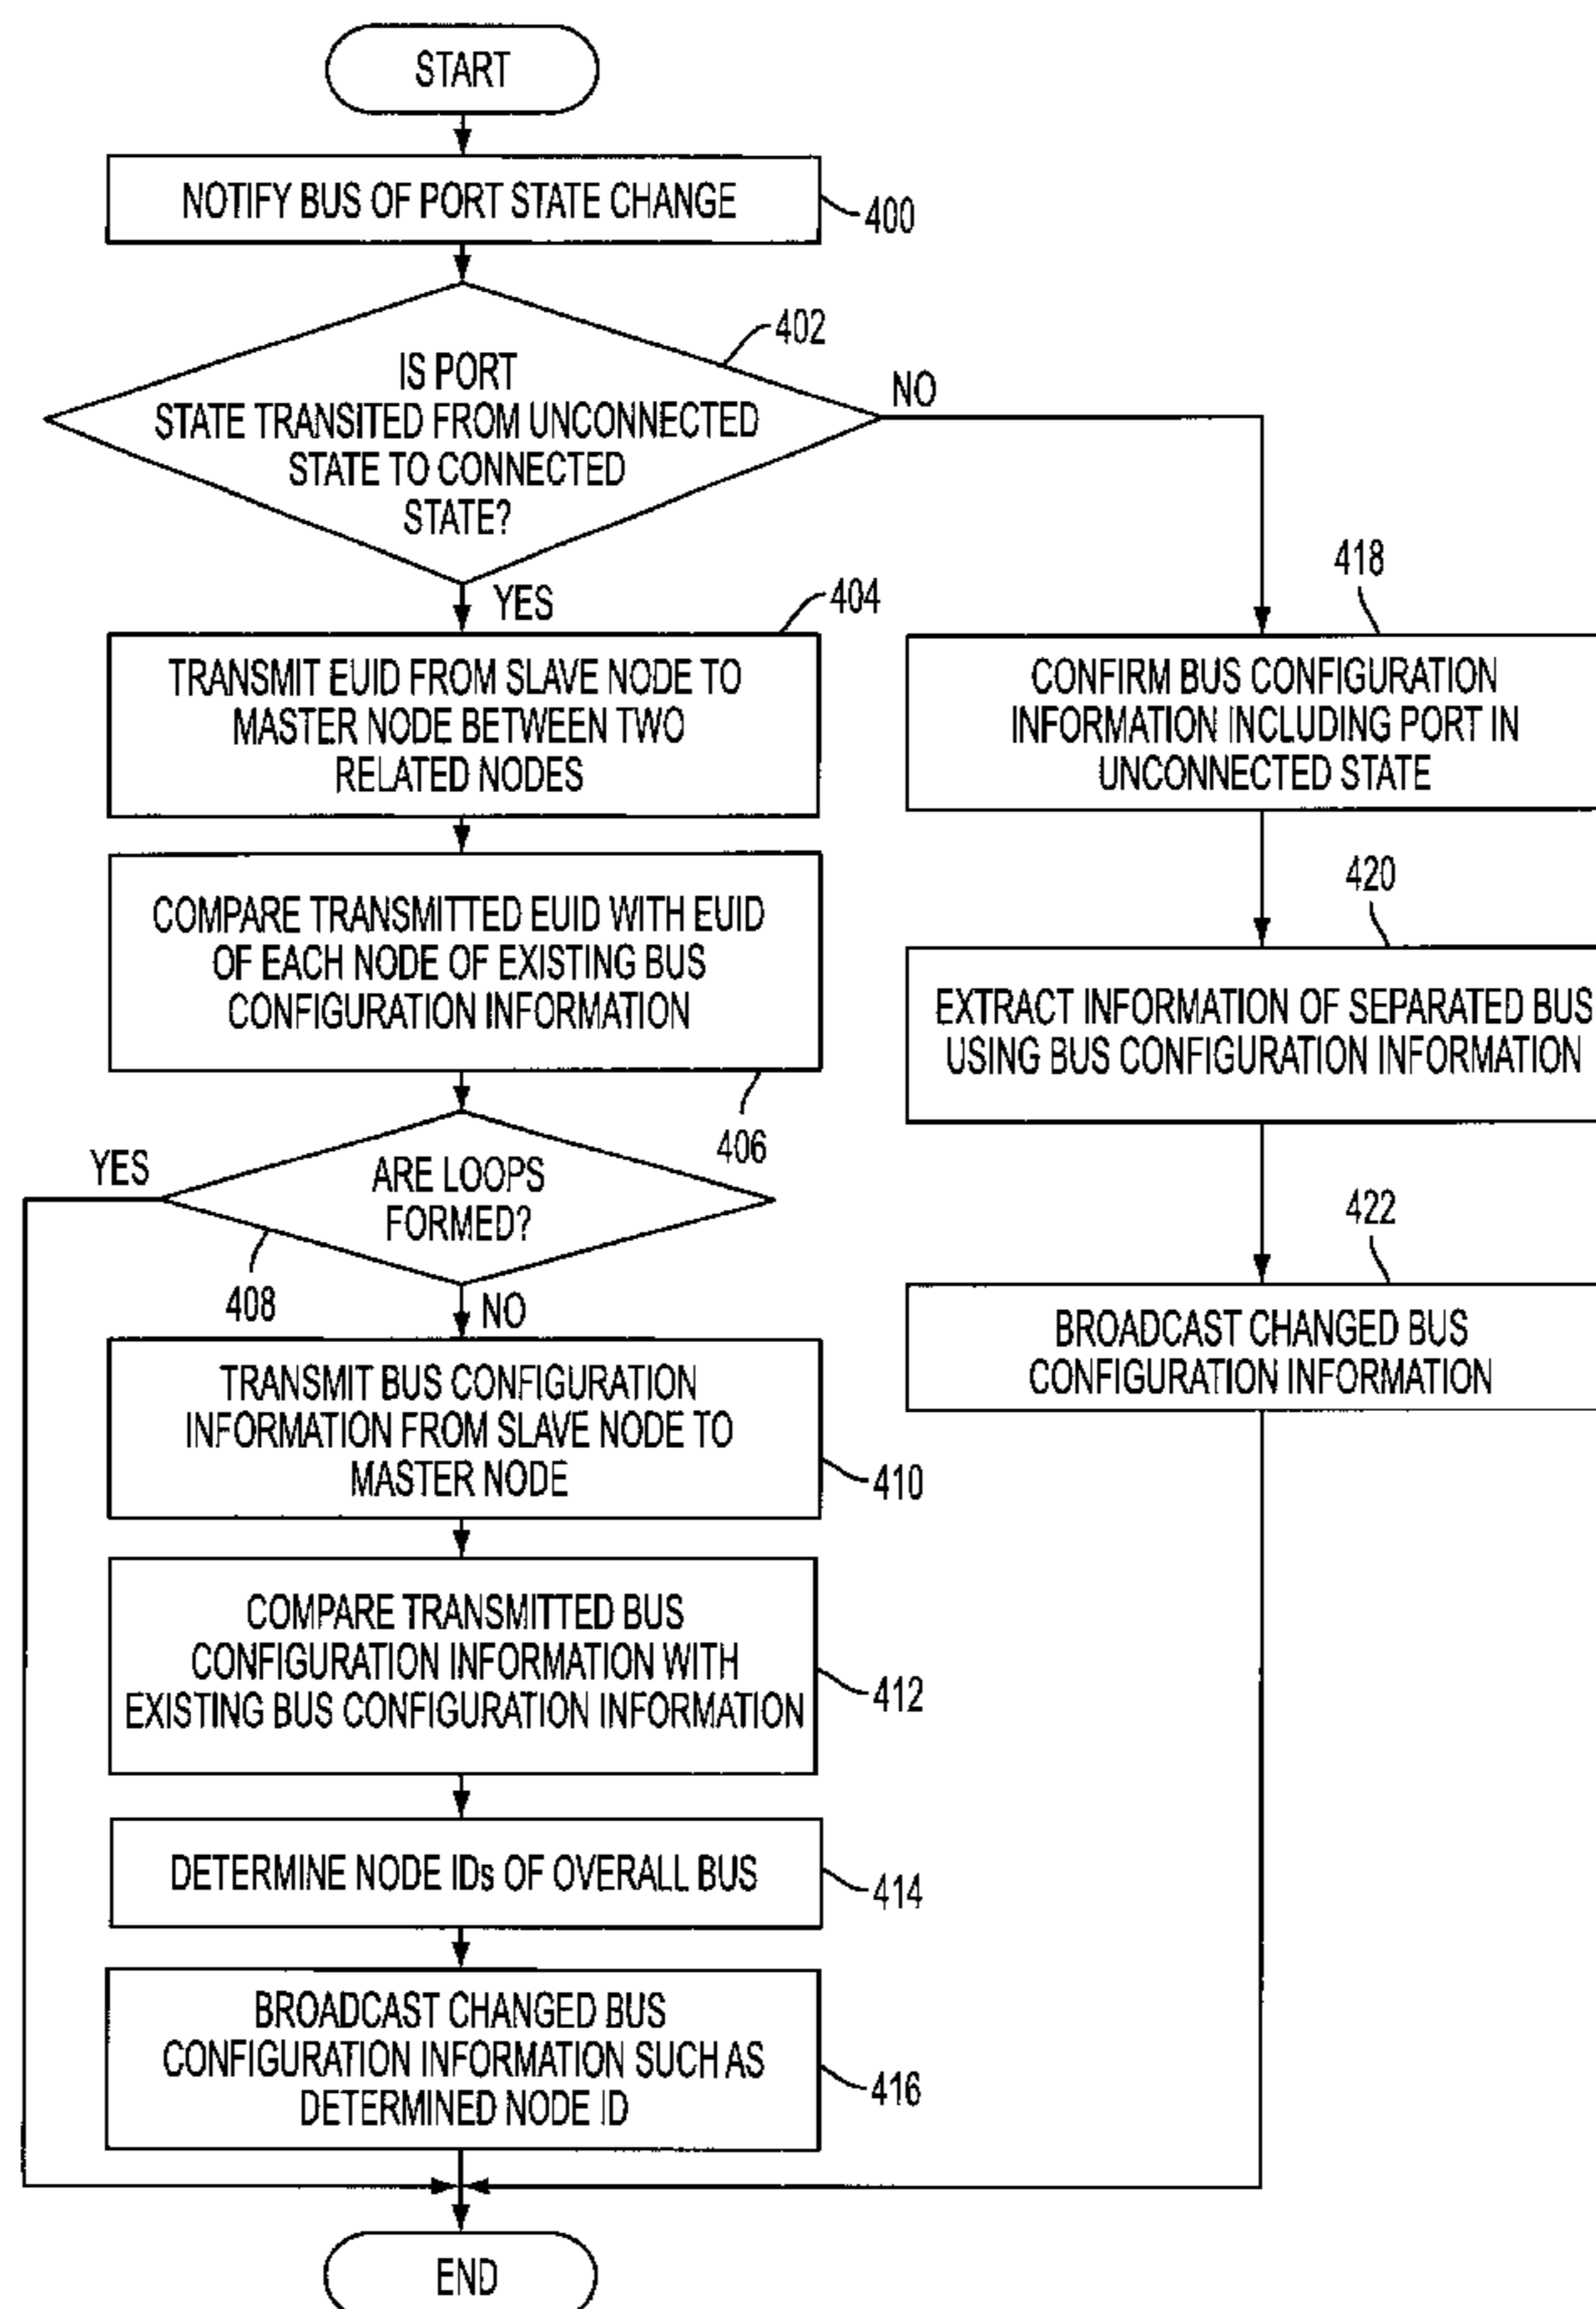 START
NOTIFY BUS OF PORT STATE CHANGE
400
402
IS PORT
STATE TRANSITED FROM UNCONNECTED
STATE TO CONNECTED
STATE?
NO
YES
404
TRANSMIT EUID FROM SLAVE NODE TO
MASTER NODE BETWEEN TWO
RELATED NODES
COMPARE TRANSMITTED EUID WITH EUID
OF EACH NODE OF EXISTING BUS
CONFIGURATION INFORMATION
406
YES
ARE LOOPS
FORMED?
408
NO
TRANSMIT BUS CONFIGURATION
INFORMATION FROM SLAVE NODE TO
MASTER NODE
410
COMPARE TRANSMITTED BUS
CONFIGURATION INFORMATION WITH
EXISTING BUS CONFIGURATION INFORMATION
412
DETERMINE NODE IDs OF OVERALL BUS
414
BROADCAST CHANGED BUS
CONFIGURATION INFORMATION SUCH AS
DETERMINED NODE ID
416
418
CONFIRM BUS CONFIGURATION
INFORMATION INCLUDING PORT IN
UNCONNECTED STATE
420
EXTRACT INFORMATION OF SEPARATED BUS
USING BUS CONFIGURATION INFORMATION
422
BROADCAST CHANGED BUS
CONFIGURATION INFORMATION
END